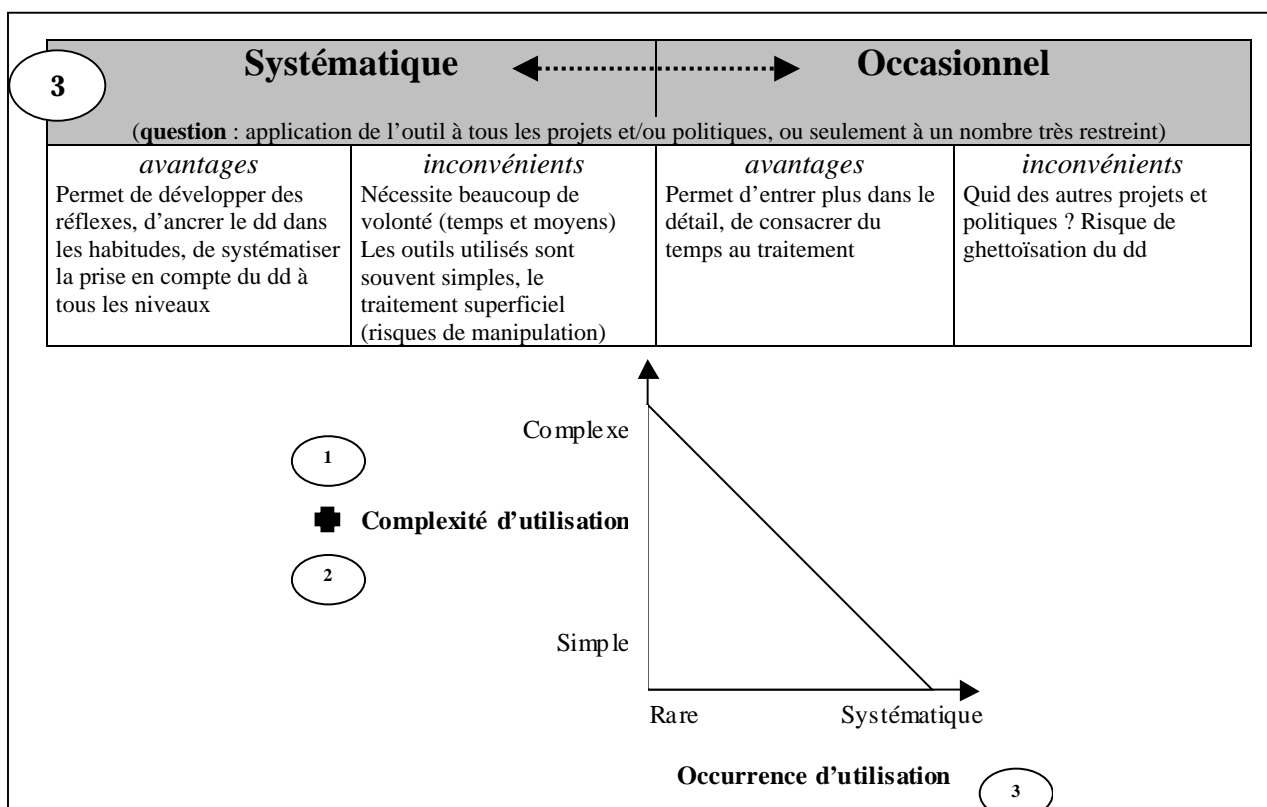 3
Systématique Occasionnel
(question : application de l’outil à tous les projets et/ou politiques, ou seulement à un nombre très restreint)
avantages
Permet de développer des
réflexes, d’ancrer le dd dans
les habitudes, de systématiser
la prise en compte du dd à
tous les niveaux
inconvénients
Nécessite beaucoup de
volonté (temps et moyens)
Les outils utilisés sont
souvent simples, le
traitement superficiel
(risques de manipulation)
avantages
Permet d’entrer plus dans le
détail, de consacrer du
temps au traitement
inconvénients
Quid des autres projets et
politiques ? Risque de
ghettoïsation du dd
Complexe
1
Complexité d’utilisation
2
Simple
Rare Systématique
Occurrence d’utilisation
3